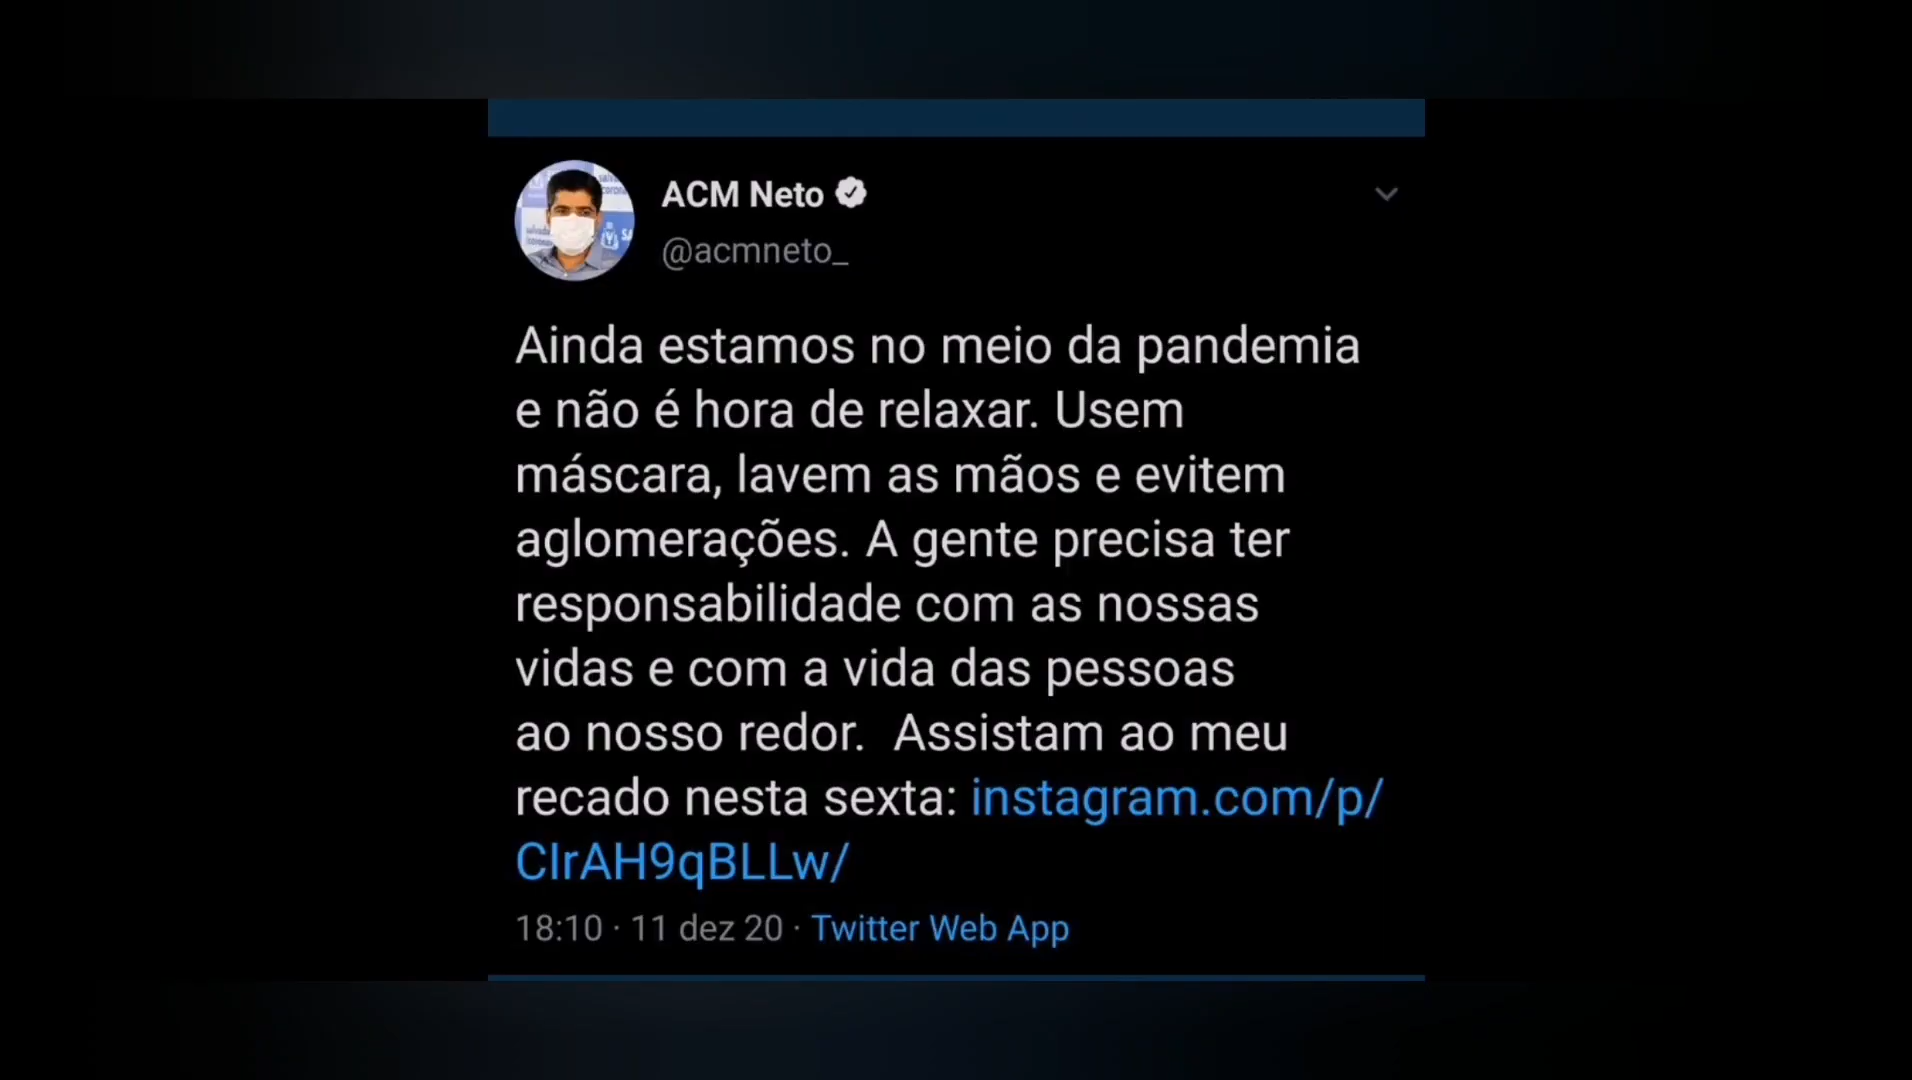 ACM Neto
@acmneto_
Ainda estamos no meio da pandemia
e não é hora de relaxar. Usem
máscara, lavem as mãos e evitem
aglomerações. A gente precisa ter
responsabilidade com as nossas
vidas e com a vida das pessoas
ao nosso redor.  Assistam ao meu
recado nesta sexta: instagram.com/p/
CIrAH9qBLLw/
18:10 · 11 dez 20 · Twitter Web App